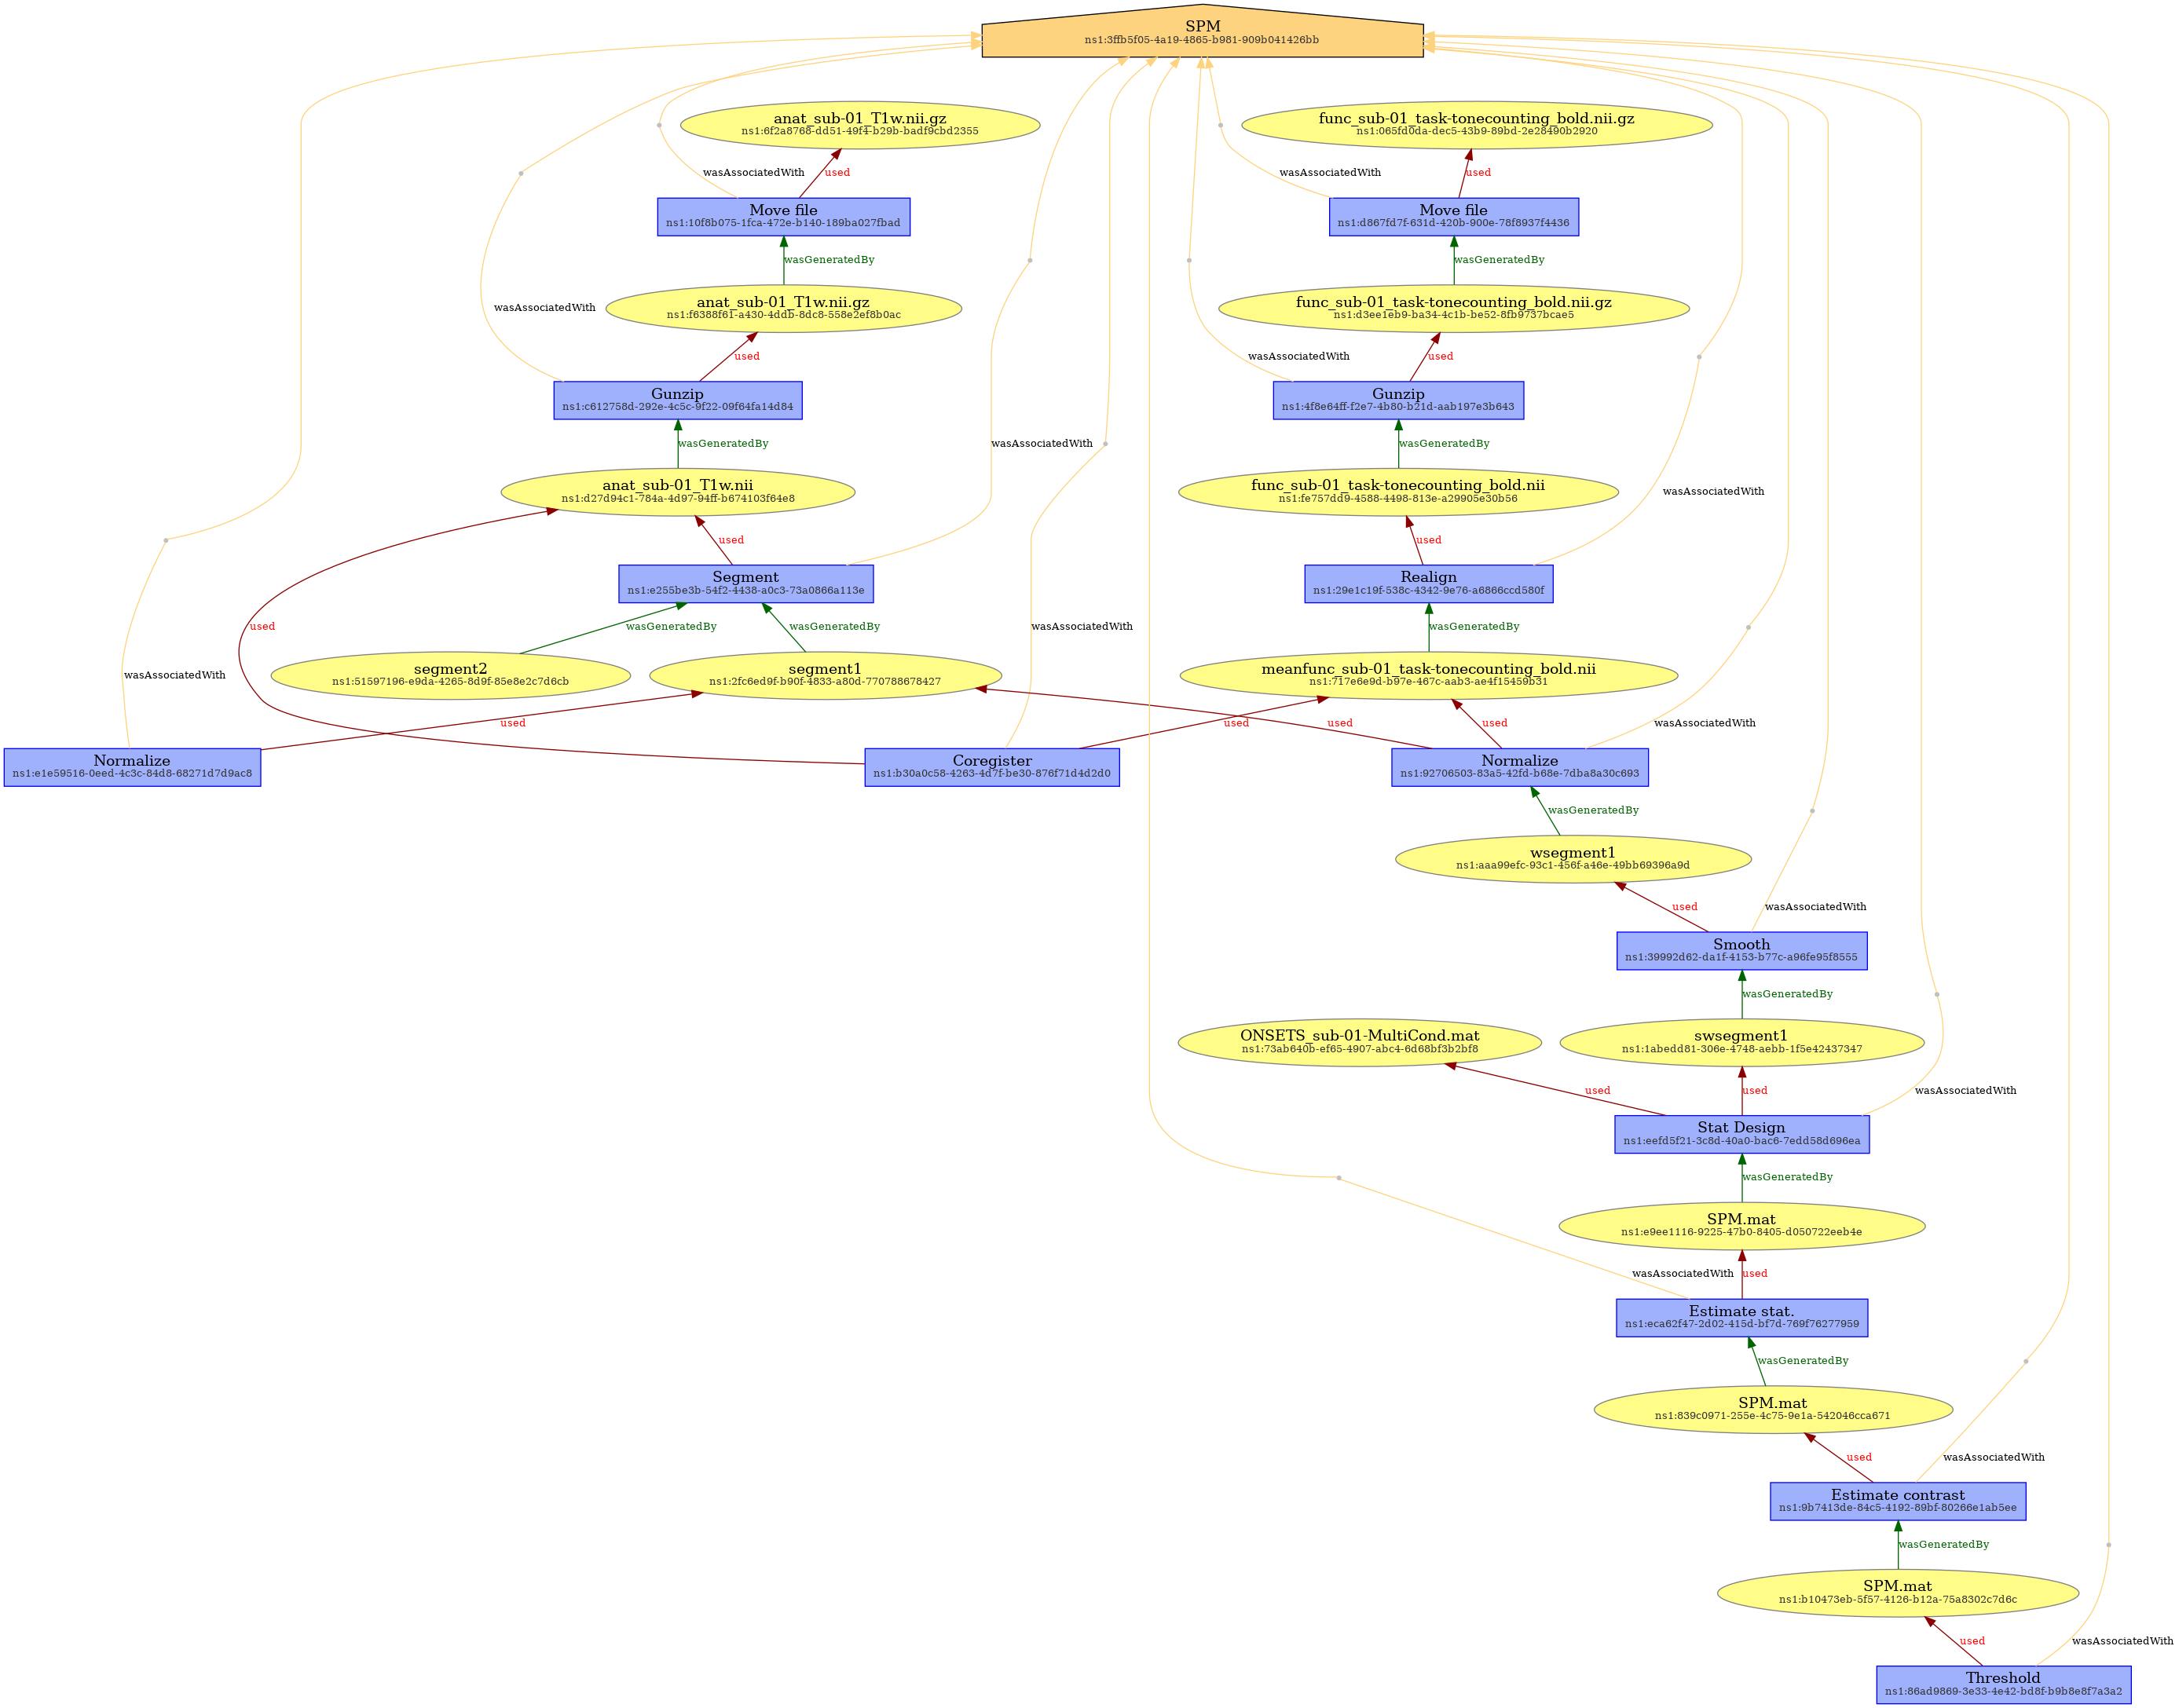 SPM
ns1:3ffb5f05-4a19-4865-b981-909b041426bb
anat_sub-01_T1w.nii.gz
ns1:6f2a8768-dd51-49f4-b29b-badf9cbd2355
func_sub-01_task-tonecounting_bold.nii.gz
ns1:065fd0da-dec5-43b9-89bd-2e28490b2920
wasAssociatedWith
used
wasAssociatedWith
used
Move file
ns1:10f8b075-1fca-472e-b140-189ba027fbad
Move file
ns1:d867fd7f-631d-420b-900e-78f8937f4436
wasGeneratedBy
wasGeneratedBy
anat_sub-01_T1w.nii.gz
ns1:f6388f61-a430-4ddb-8dc8-558e2ef8b0ac
func_sub-01_task-tonecounting_bold.nii.gz
ns1:d3ee1eb9-ba34-4c1b-be52-8fb9737bcae5
wasAssociatedWith
used
wasAssociatedWith
used
Gunzip
ns1:c612758d-292e-4c5c-9f22-09f64fa14d84
Gunzip
ns1:4f8e64ff-f2e7-4b80-b21d-aab197e3b643
wasGeneratedBy
wasAssociatedWith
wasGeneratedBy
anat_sub-01_T1w.nii
ns1:d27d94c1-784a-4d97-94ff-b674103f64e8
func_sub-01_task-tonecounting_bold.nii
ns1:fe757dd9-4588-4498-813e-a29905e30b56
wasAssociatedWith
used
used
Segment
ns1:e255be3b-54f2-4438-a0c3-73a0866a113e
Realign
ns1:29e1c19f-538c-4342-9e76-a6866ccd580f
used
wasGeneratedBy
wasGeneratedBy
wasAssociatedWith
wasGeneratedBy
wasAssociatedWith
segment2
ns1:51597196-e9da-4265-8d9f-85e8e2c7d6cb
segment1
ns1:2fc6ed9f-b90f-4833-a80d-770788678427
meanfunc_sub-01_task-tonecounting_bold.nii
ns1:717e6e9d-b97e-467c-aab3-ae4f15459b31
used
used
used
used
wasAssociatedWith
Normalize
ns1:e1e59516-0eed-4c3c-84d8-68271d7d9ac8
Coregister
ns1:b30a0c58-4263-4d7f-be30-876f71d4d2d0
Normalize
ns1:92706503-83a5-42fd-b68e-7dba8a30c693
wasGeneratedBy
wsegment1
ns1:aaa99efc-93c1-456f-a46e-49bb69396a9d
used
wasAssociatedWith
Smooth
ns1:39992d62-da1f-4153-b77c-a96fe95f8555
wasGeneratedBy
ONSETS_sub-01-MultiCond.mat
ns1:73ab640b-ef65-4907-abc4-6d68bf3b2bf8
swsegment1
ns1:1abedd81-306e-4748-aebb-1f5e42437347
used
used
wasAssociatedWith
Stat Design
ns1:eefd5f21-3c8d-40a0-bac6-7edd58d696ea
wasGeneratedBy
SPM.mat
ns1:e9ee1116-9225-47b0-8405-d050722eeb4e
wasAssociatedWith
used
Estimate stat.
ns1:eca62f47-2d02-415d-bf7d-769f76277959
wasGeneratedBy
SPM.mat
ns1:839c0971-255e-4c75-9e1a-542046cca671
used
wasAssociatedWith
Estimate contrast
ns1:9b7413de-84c5-4192-89bf-80266e1ab5ee
wasGeneratedBy
SPM.mat
ns1:b10473eb-5f57-4126-b12a-75a8302c7d6c
used
wasAssociatedWith
Threshold
ns1:86ad9869-3e33-4e42-bd8f-b9b8e8f7a3a2